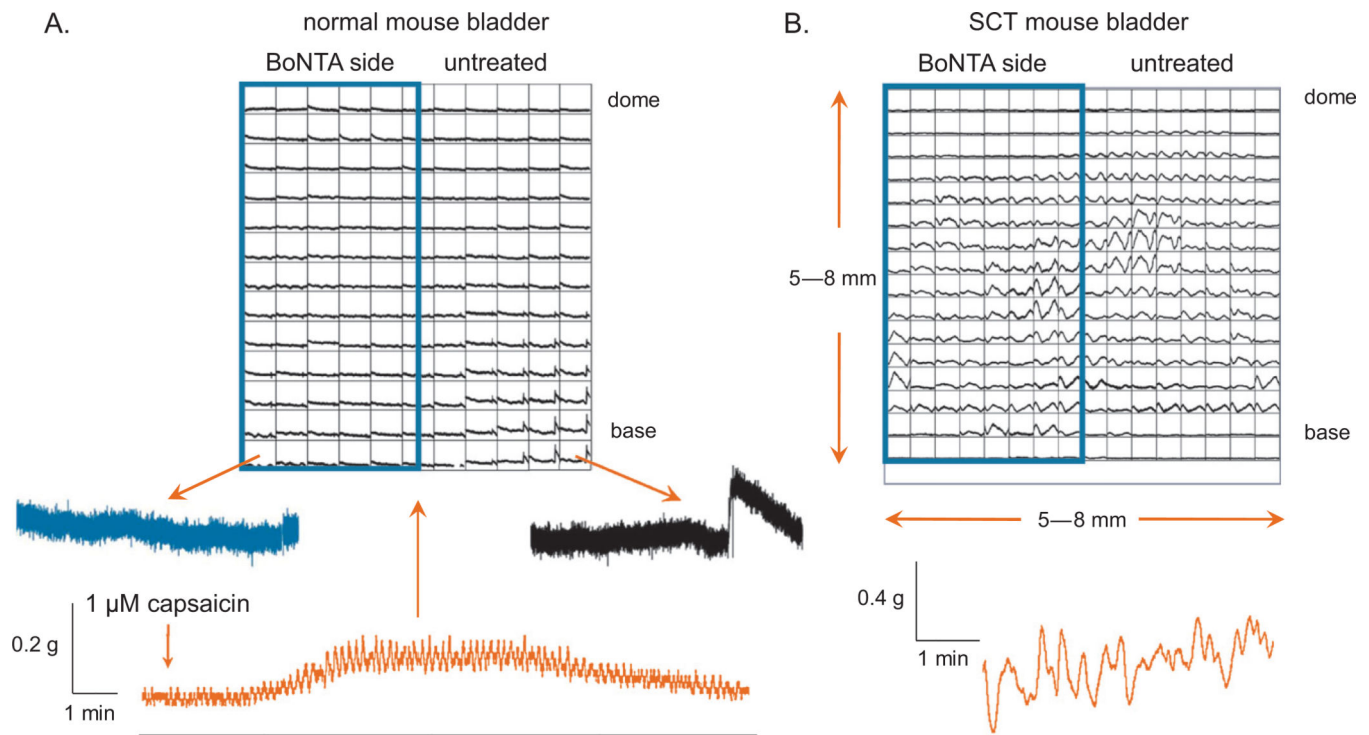 A.
normal mouse bladder
BoNTA side
untreated
dome
base
1 µM capsaicin
0.2 g
1 min
B.
SCT mouse bladder
BoNTA side
untreated
dome
5—8 mm
base
5—8 mm
0.4 g
1 min